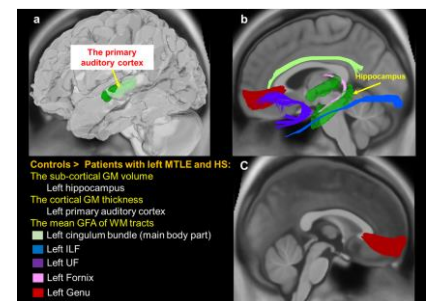 a
The primary
auditory cortex
b
Hippocampus
Controls > Patients with left MTLE and HS:
The sub-cortical GM volume
Left hippocampus
The cortical GM thickness
Left primary auditory cortex
The mean GFA of WM tracts
Left cingulum bundle (main body part)
Left ILF
Left UF
Left Fornix
Left Genu
C